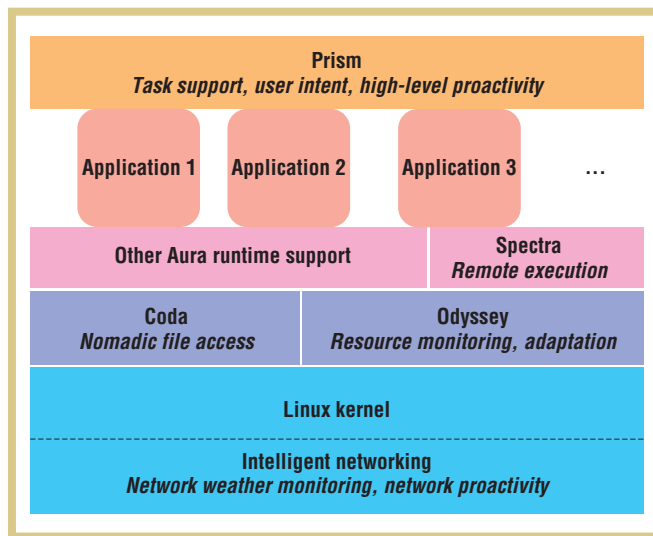 Prism
Task support, user intent, high-level proactivity
Application 1
Application 2
Application 3
...
Other Aura runtime support
Spectra
Remote execution
Coda
Nomadic file access
Odyssey
Resource monitoring, adaptation
Linux kernel
Intelligent networking
Network weather monitoring, network proactivity